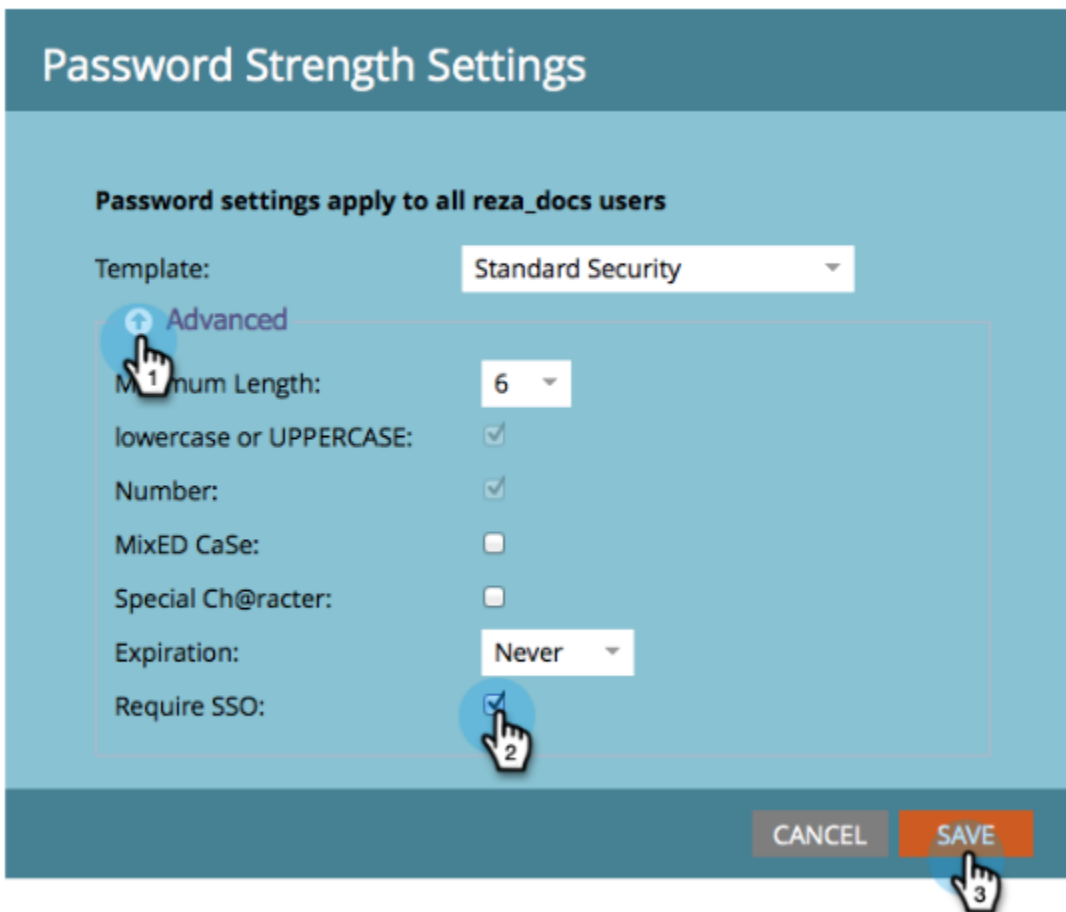 Password Strength Settings
Password settings apply to all reza_docs users
Template: Standard Security
Advanced
1
Length: 6
lowercase or UPPERCASE:
Number:
MixED CaSe:
Special Ch@racter:
Expiration: Never
Require SSO:
2
CANCEL SAVE
3